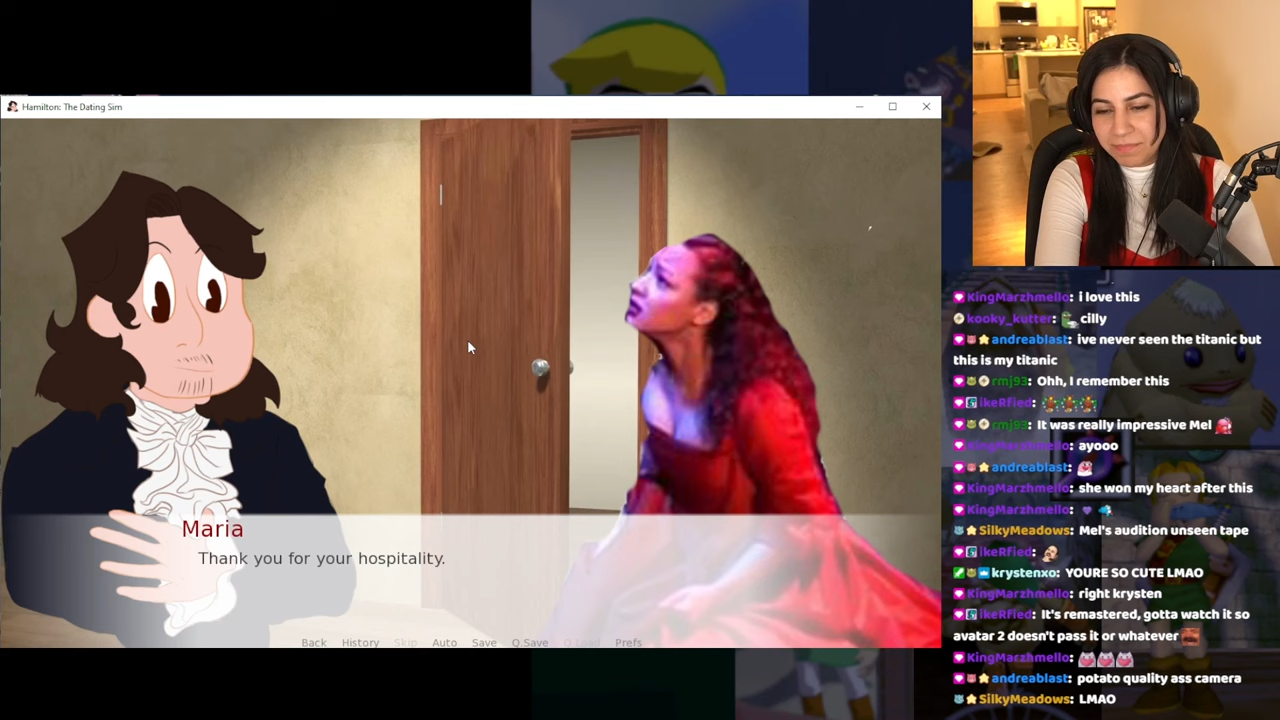 Hamilton: The Dating Sim
Maria
Thank you for your hospitality.
Back History Skip Auto Save Q.Save Q.Load Prefs
KingMarzhmello: i love this
kooky_kutter: cilly
andreablast: ive never seen the titanic but
this is my titanic
rmj93: Ohh, I remember this
ikeRfied:
rmj93: It was really impressive Mel
KingMarzhmello: ayooo
andreablast:
KingMarzhmello: she won my heart after this
KingMarzhmello:
SilkyMeadows: Mel's audition unseen tape
ikeRfied:
krystenxo: YOURE SO CUTE LMAO
KingMarzhmello: right krysten
ikeRfied: It's remastered, gotta watch it so
avatar 2 doesn't pass it or whatever
KingMarzhmello:
andreablast: potato quality ass camera
SilkyMeadows: LMAO